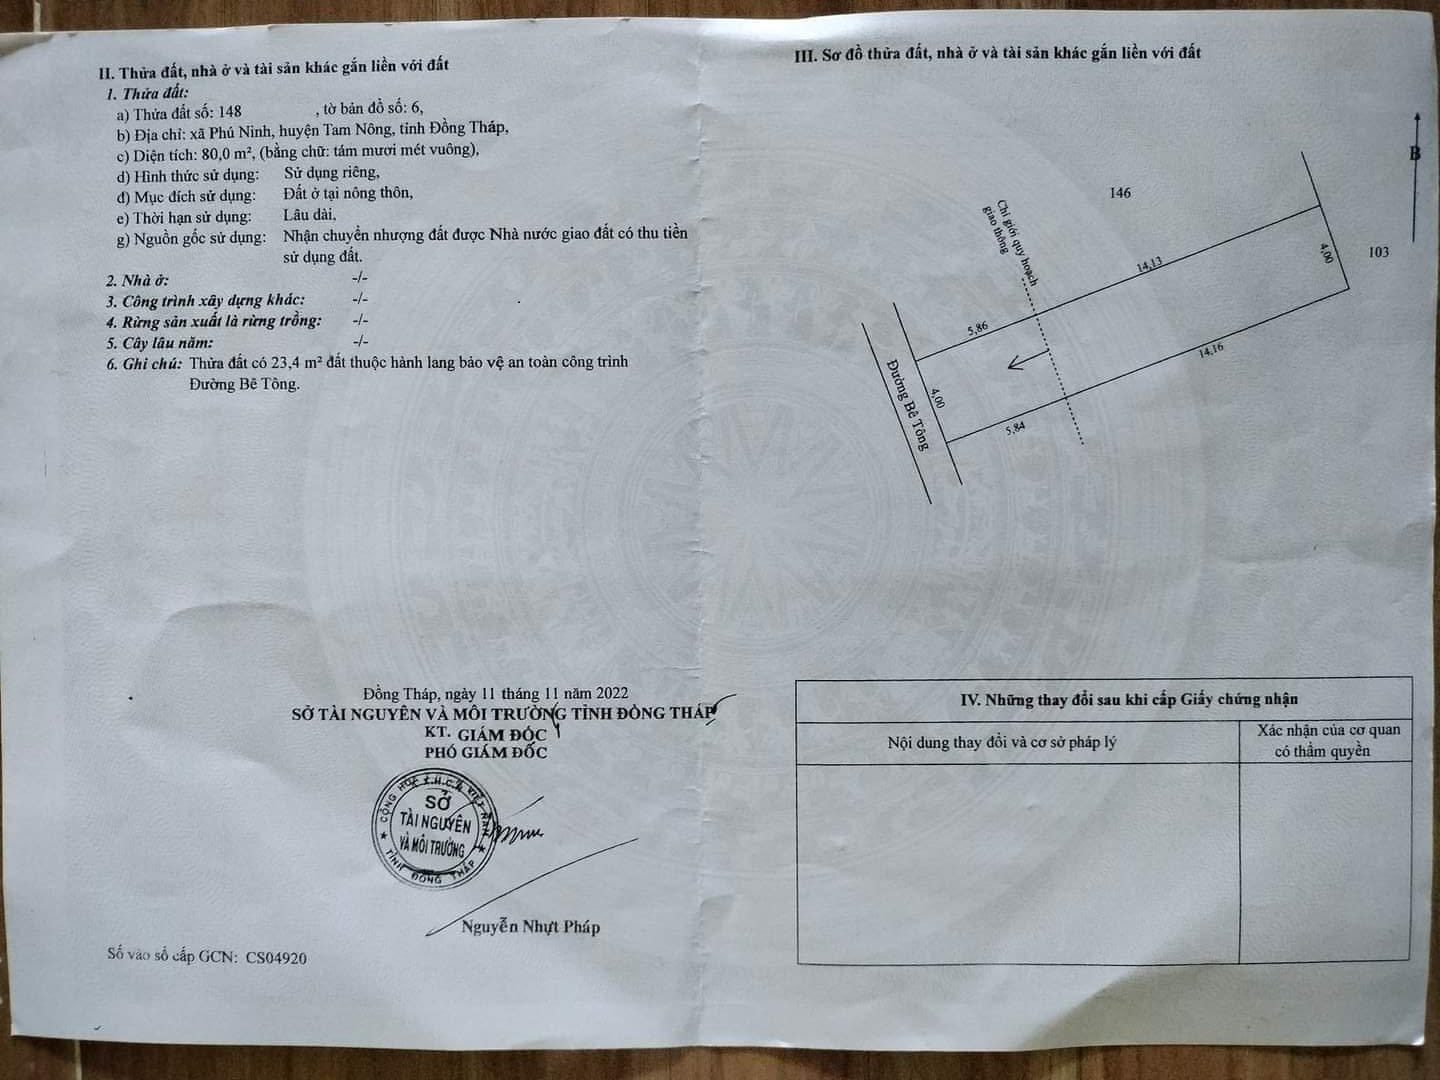 II. Thửa đất, nhà ở và tài sản khác gắn liền với đất
1. Thửa đất:
a) Thửa đất số: 148 , tờ bản đồ số: 6,
b) Địa chỉ: xã Phú Ninh, huyện Tam Nông, tỉnh Đồng Tháp,
c) Diện tích: 80,0 m², (bằng chữ: tám mươi mét vuông),
d) Hình thức sử dụng: Sử dụng riêng,
đ) Mục đích sử dụng: Đất ở tại nông thôn,
e) Thời hạn sử dụng: Lâu dài,
g) Nguồn gốc sử dụng: Nhận chuyển nhượng đất được Nhà nước giao đất có thu tiền
sử dụng đất.
2. Nhà ở: -/-
3. Công trình xây dựng khác: -/-
4. Rừng sản xuất là rừng trồng: -/-
5. Cây lâu năm: -/-
6. Ghi chú: Thửa đất có 23,4 m² đất thuộc hành lang bảo vệ an toàn công trình
Đường Bê Tông.
Đồng Tháp, ngày 11 tháng 11 năm 2022
SỞ TÀI NGUYÊN VÀ MÔI TRƯỜNG TỈNH ĐỒNG THÁP
KT. GIÁM ĐỐC
PHÓ GIÁM ĐỐC
CỘNG HÒA X.H.C.N VIỆT NAM
SỞ
TÀI NGUYÊN
VÀ MÔI TRƯỜNG
TỈNH ĐỒNG THÁP
Nguyễn Nhựt Pháp
Số vào sổ cấp GCN: CS04920
III. Sơ đồ thửa đất, nhà ở và tài sản khác gắn liền với đất
B
146
103
Chỉ giới quy hoạch
giao thông
14,13
4,00
5,86
14,16
4,00
5,84
Đường Bê Tông
IV. Những thay đổi sau khi cấp Giấy chứng nhận
Nội dung thay đổi và cơ sở pháp lý
Xác nhận của cơ quan
có thẩm quyền